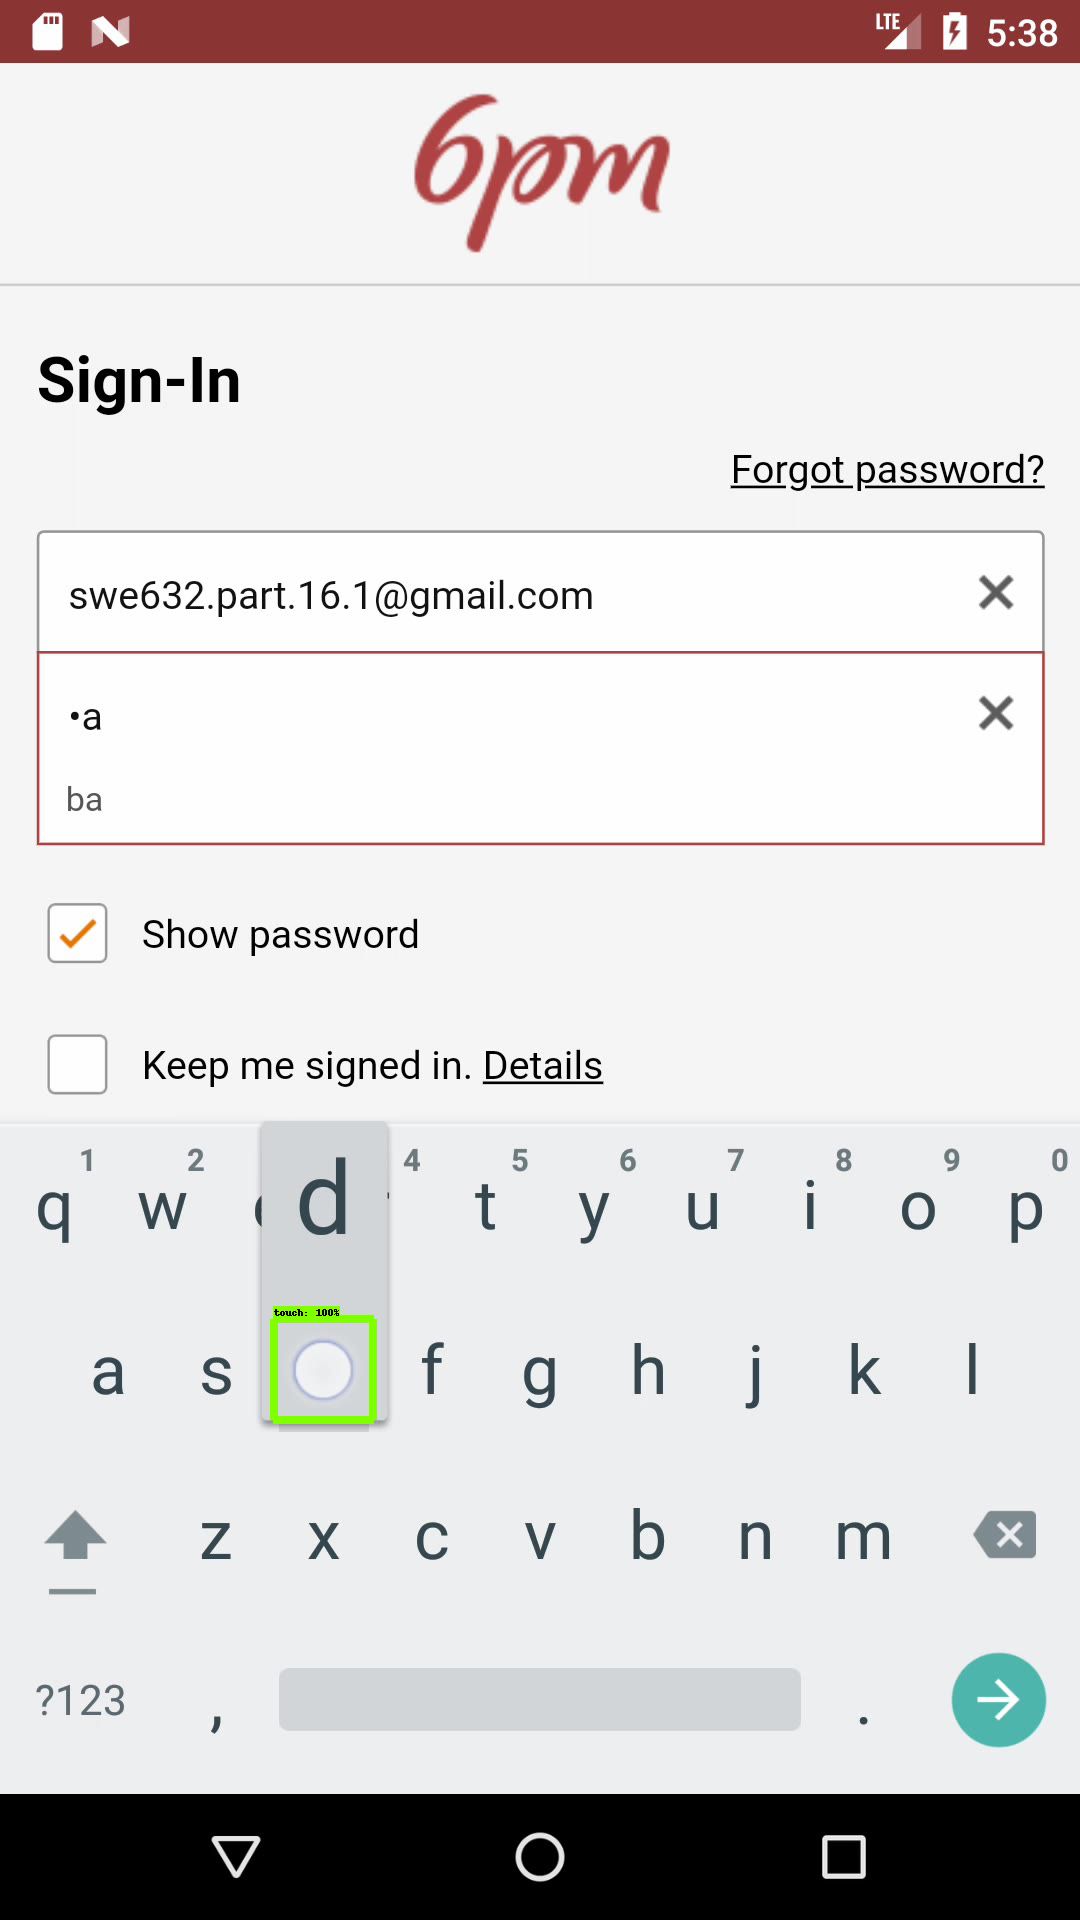 LTE 5:38
6pm
Sign-In
Forgot password?
swe632.part.16.1@gmail.com
•a
ba
Show password
Keep me signed in. Details
1 2 4 5 6 7 8 9 0
q w e d t y u i o p
touch: 100%
a s f g h j k l
z x c v b n m
?123 , .